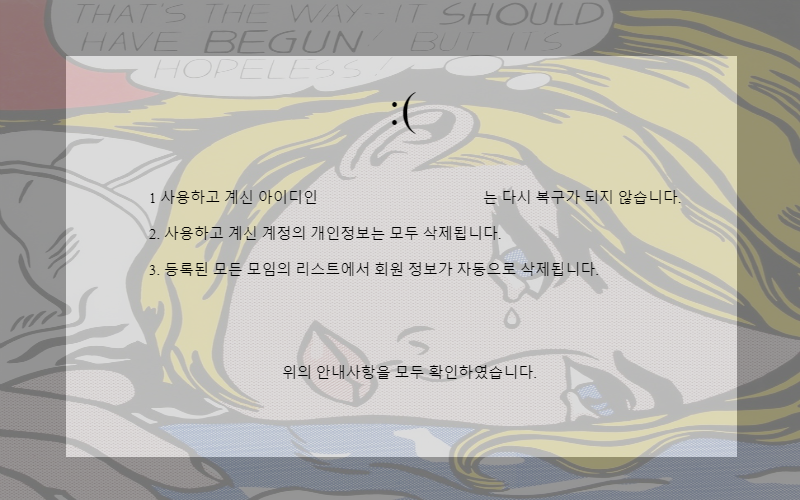 THAT'S THE WAY--IT SHOULD
HAVE BEGUN! BUT IT'S
HOPELESS!
:(
1 사용하고 계신 아이디인 는 다시 복구가 되지 않습니다.
2. 사용하고 계신 계정의 개인정보는 모두 삭제됩니다.
3. 등록된 모든 모임의 리스트에서 회원 정보가 자동으로 삭제됩니다.
위의 안내사항을 모두 확인하였습니다.